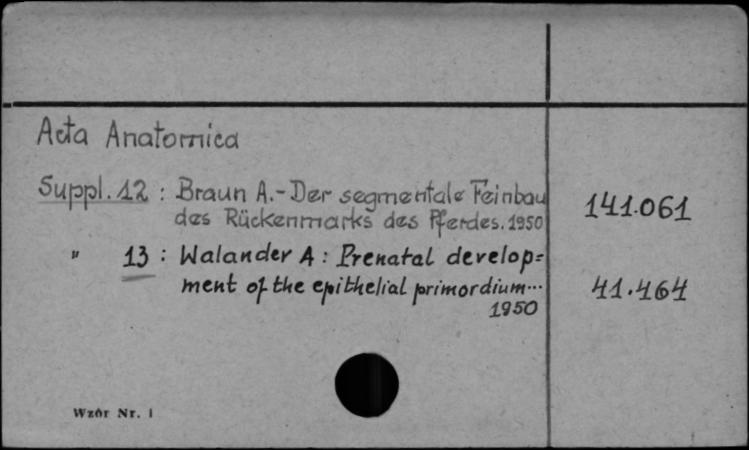 Acta Anatomica
Suppl. 12 : Braun A.- Der segmentale Feinbau 141.061
des Rückenmarks des Pferdes. 1950
" 13 : Walander A : Prenatal develop=
ment of the epithelial primordium... 41.464
1950
Wzór Nr. 1